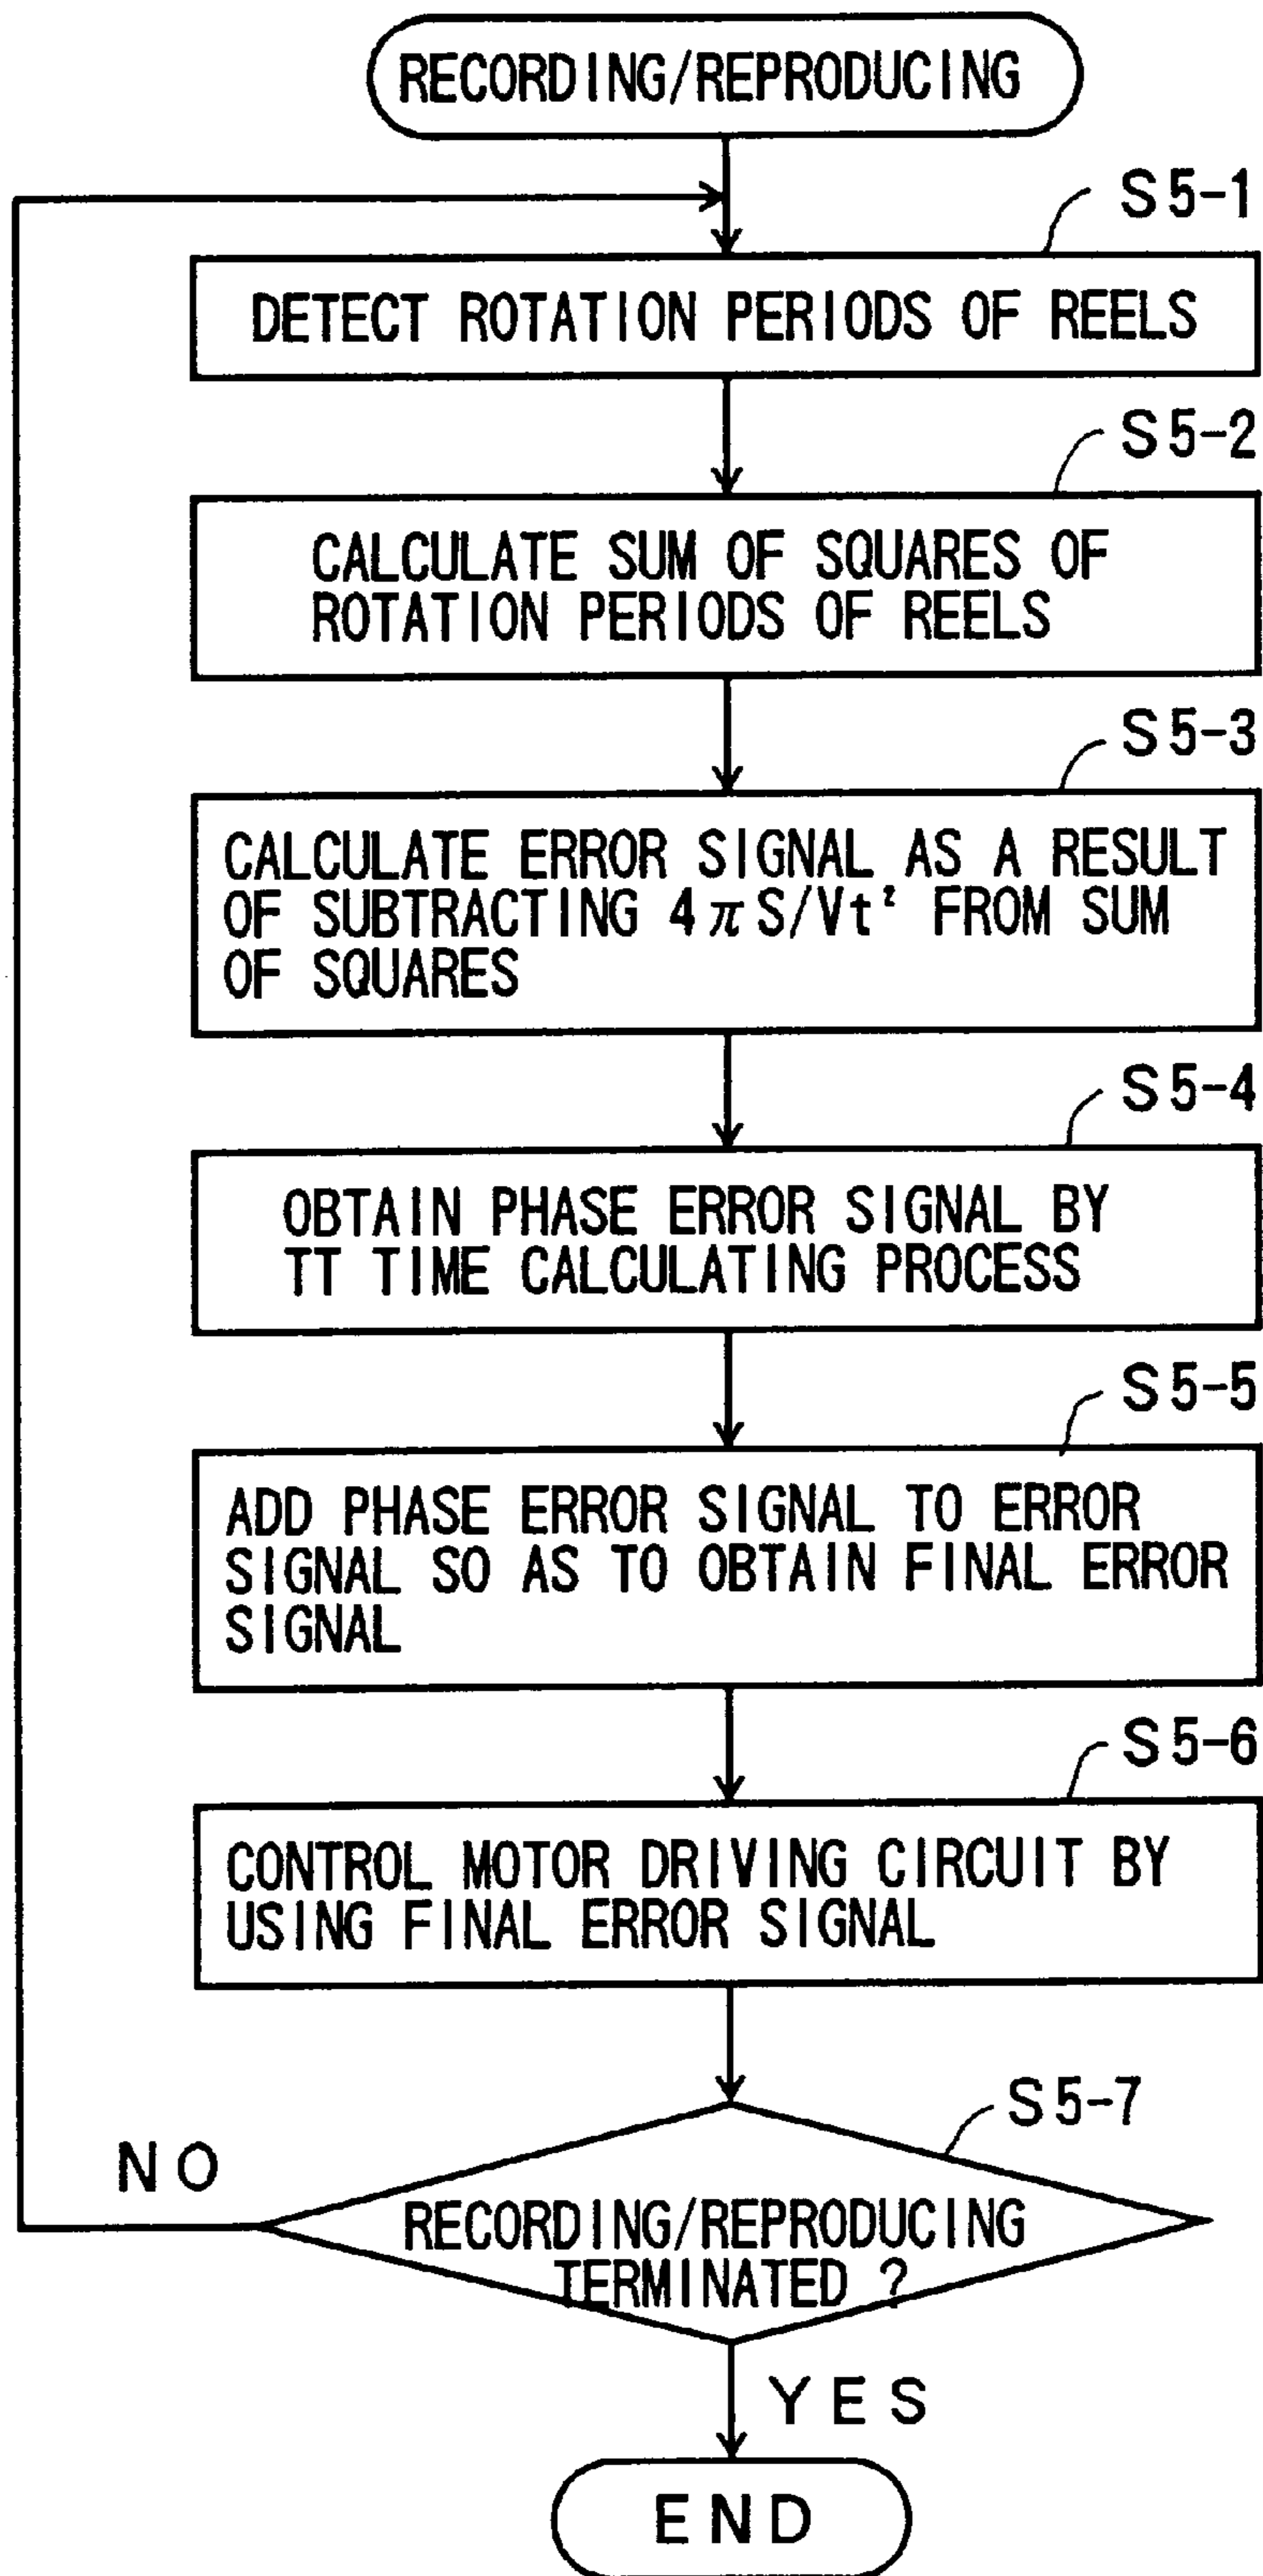 RECORDING/REPRODUCING
S5-1
DETECT ROTATION PERIODS OF REELS
S5-2
CALCULATE SUM OF SQUARES OF
ROTATION PERIODS OF REELS
S5-3
CALCULATE ERROR SIGNAL AS A RESULT
OF SUBTRACTING 4πS/Vt² FROM SUM
OF SQUARES
S5-4
OBTAIN PHASE ERROR SIGNAL BY
TT TIME CALCULATING PROCESS
S5-5
ADD PHASE ERROR SIGNAL TO ERROR
SIGNAL SO AS TO OBTAIN FINAL ERROR
SIGNAL
S5-6
CONTROL MOTOR DRIVING CIRCUIT BY
USING FINAL ERROR SIGNAL
S5-7
NO
RECORDING/REPRODUCING
TERMINATED ?
YES
END